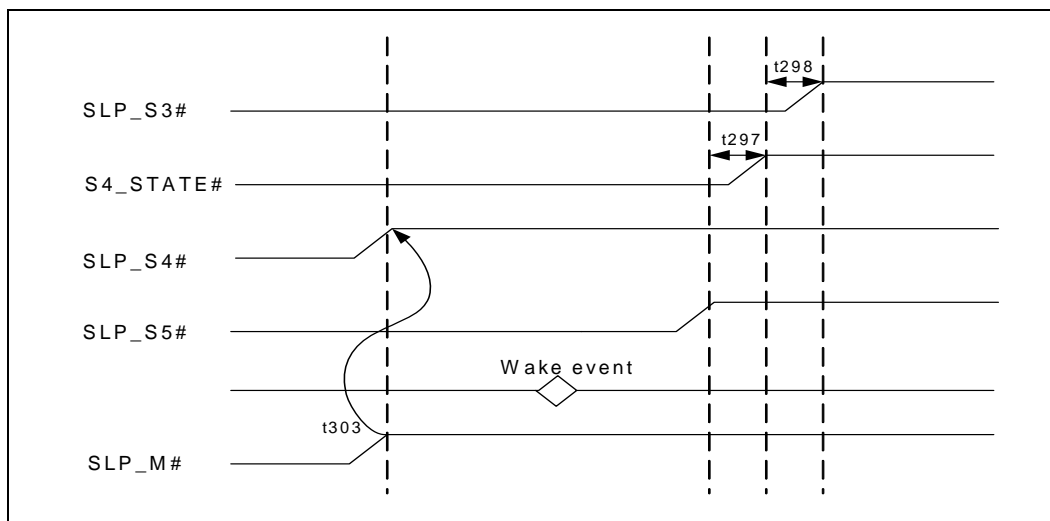 t298
SLP_S3#
t297
S4_STATE#
SLP_S4#
SLP_S5#
Wake event
t303
SLP_M#